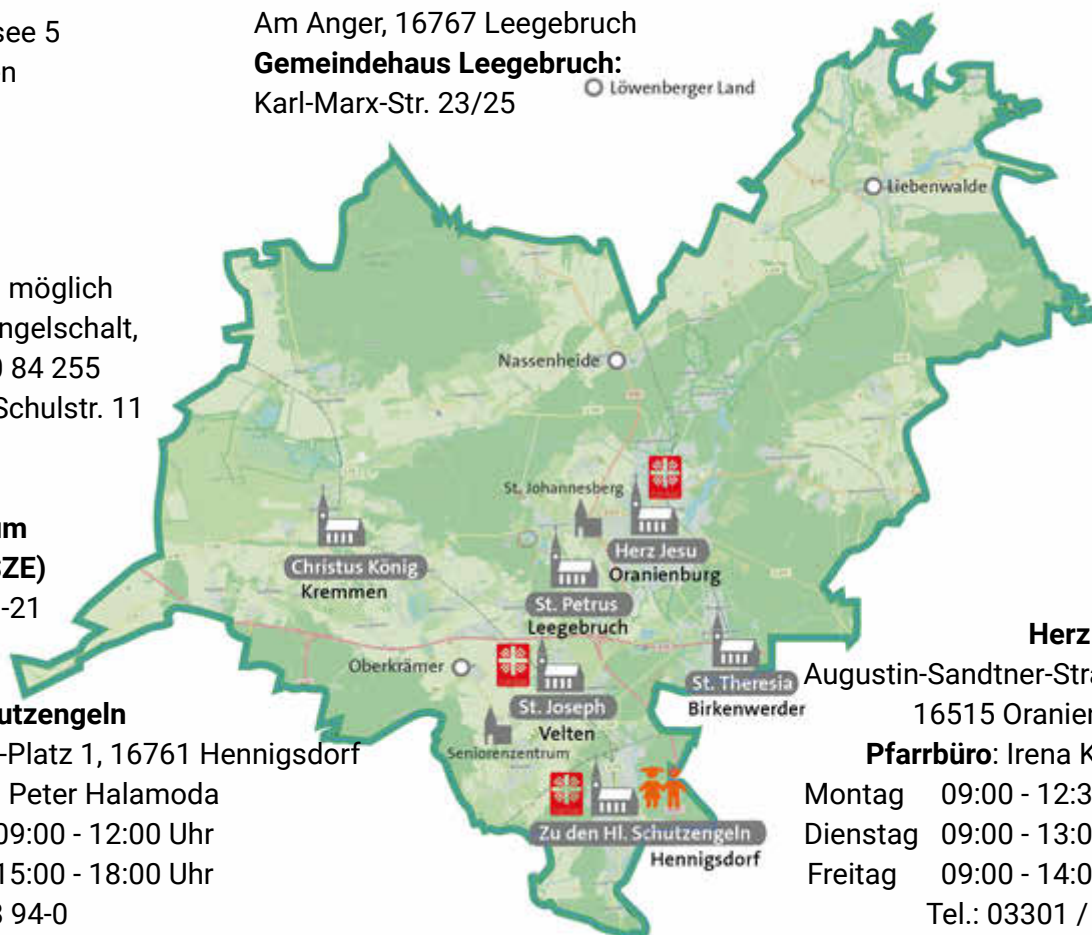 see 5
n
Am Anger, 16767 Leegebruch
Gemeindehaus Leegebruch:
Karl-Marx-Str. 23/25
Löwenberger Land
Liebenwalde
möglich
ngelschalt,
84 255
Schulstr. 11
Nassenheide
St. Johannesberg
um
ZE)
-21
Christus König
Kremmen
Herz Jesu
Oranienburg
St. Petrus
Leegebruch
Oberkrämer
St. Joseph
Velten
St. Theresia
Birkenwerder
Seniorenzentrum
Zu den Hl. Schutzengeln
Hennigsdorf
utzengeln
-Platz 1, 16761 Hennigsdorf
Peter Halamoda
09:00 - 12:00 Uhr
15:00 - 18:00 Uhr
94-0
Herz
Augustin-Sandtner-Stra
16515 Oranien
Pfarrbüro: Irena K
Montag 09:00 - 12:3
Dienstag 09:00 - 13:0
Freitag 09:00 - 14:0
Tel.: 03301 /